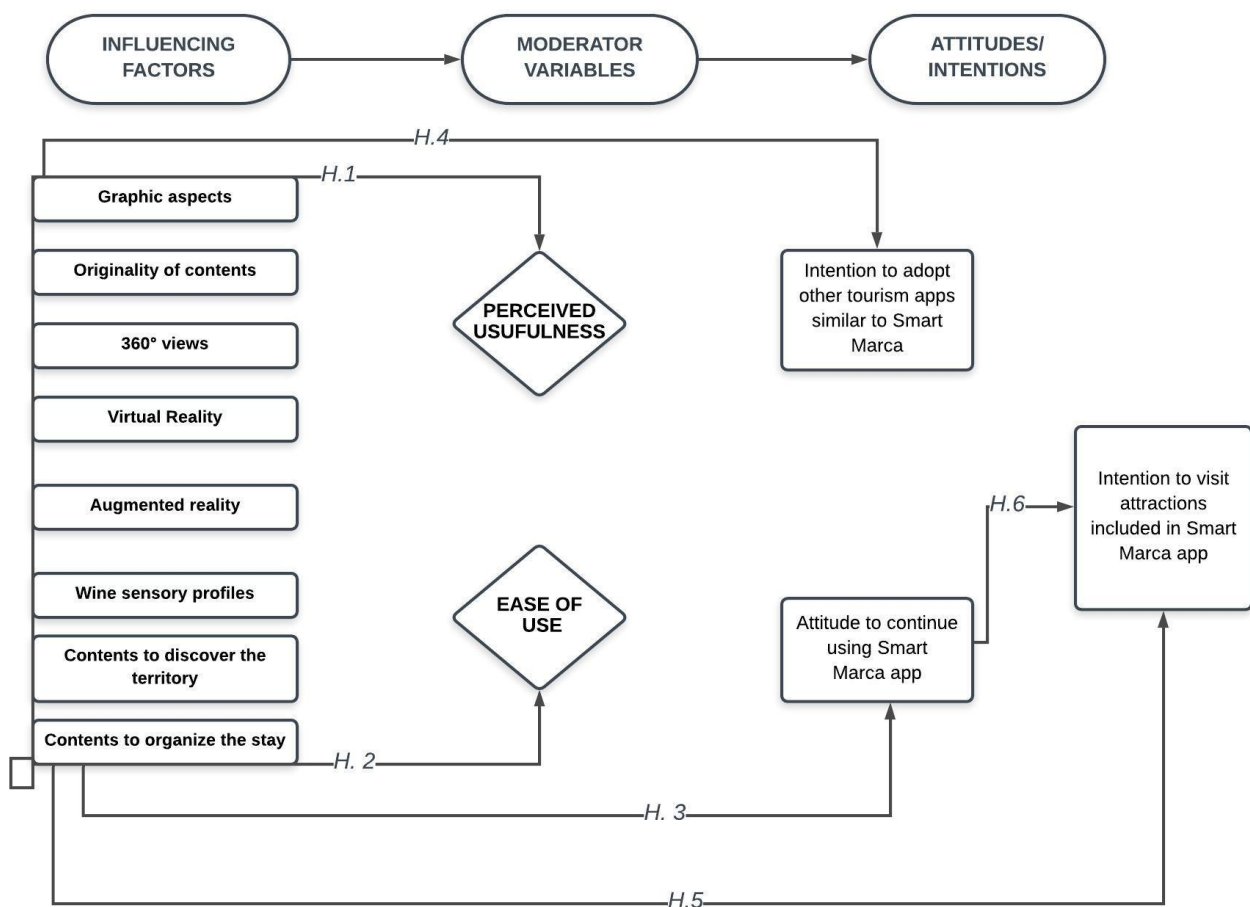 INFLUENCING
FACTORS
MODERATOR
VARIABLES
ATTITUDES/
INTENTIONS
H.4
H.1
Graphic aspects
Originality of contents
360° views
Virtual Reality
Augmented reality
Wine sensory profiles
Contents to discover the
territory
Contents to organize the stay
PERCEIVED
USUFULNESS
EASE OF
USE
Intention to adopt
other tourism apps
similar to Smart
Marca
Attitude to continue
using Smart
Marca app
H.6
Intention to visit
attractions
included in Smart
Marca app
H. 2
H. 3
H.5